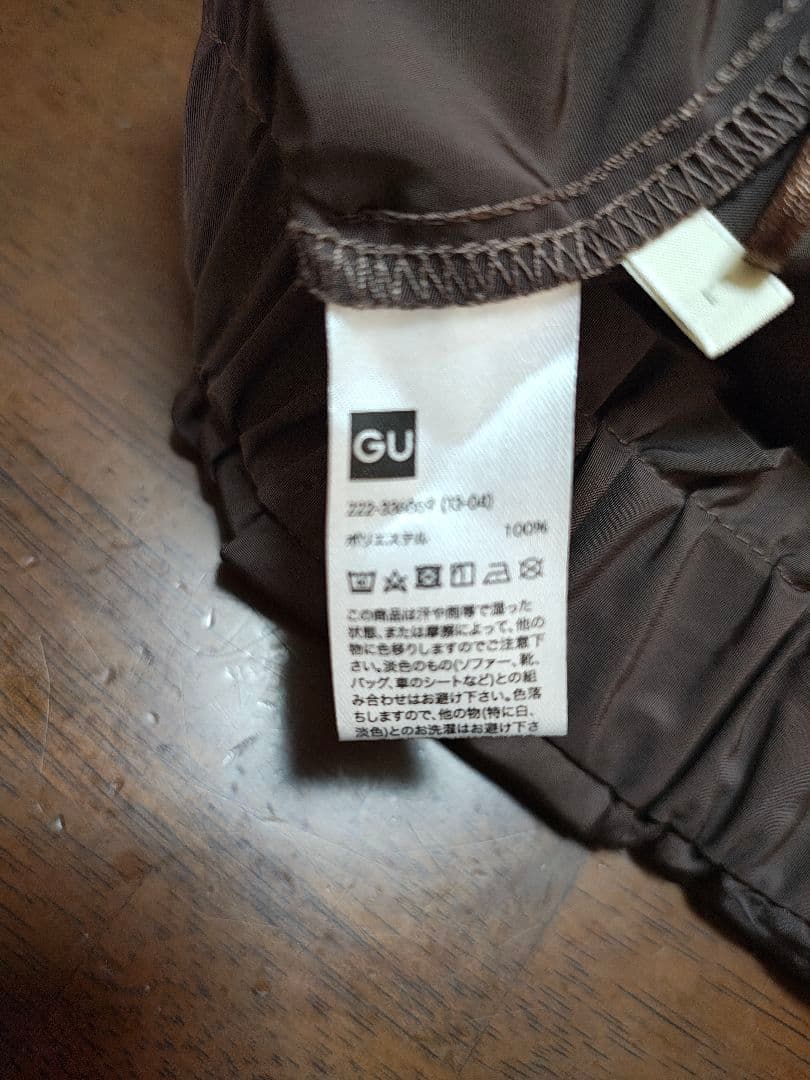 GU
(13-04)
ポリエステル 100%
この商品は汗や雨等で湿った
状態、または摩擦によって、他の
物に色移りしますのでご注意下
さい。淡色のもの(ソファー、靴、
バッグ、車のシートなど)との組
み合わせはお避け下さい。色落
ちしますので、他の物(特に白、
淡色)とのお洗濯はお避け下さ